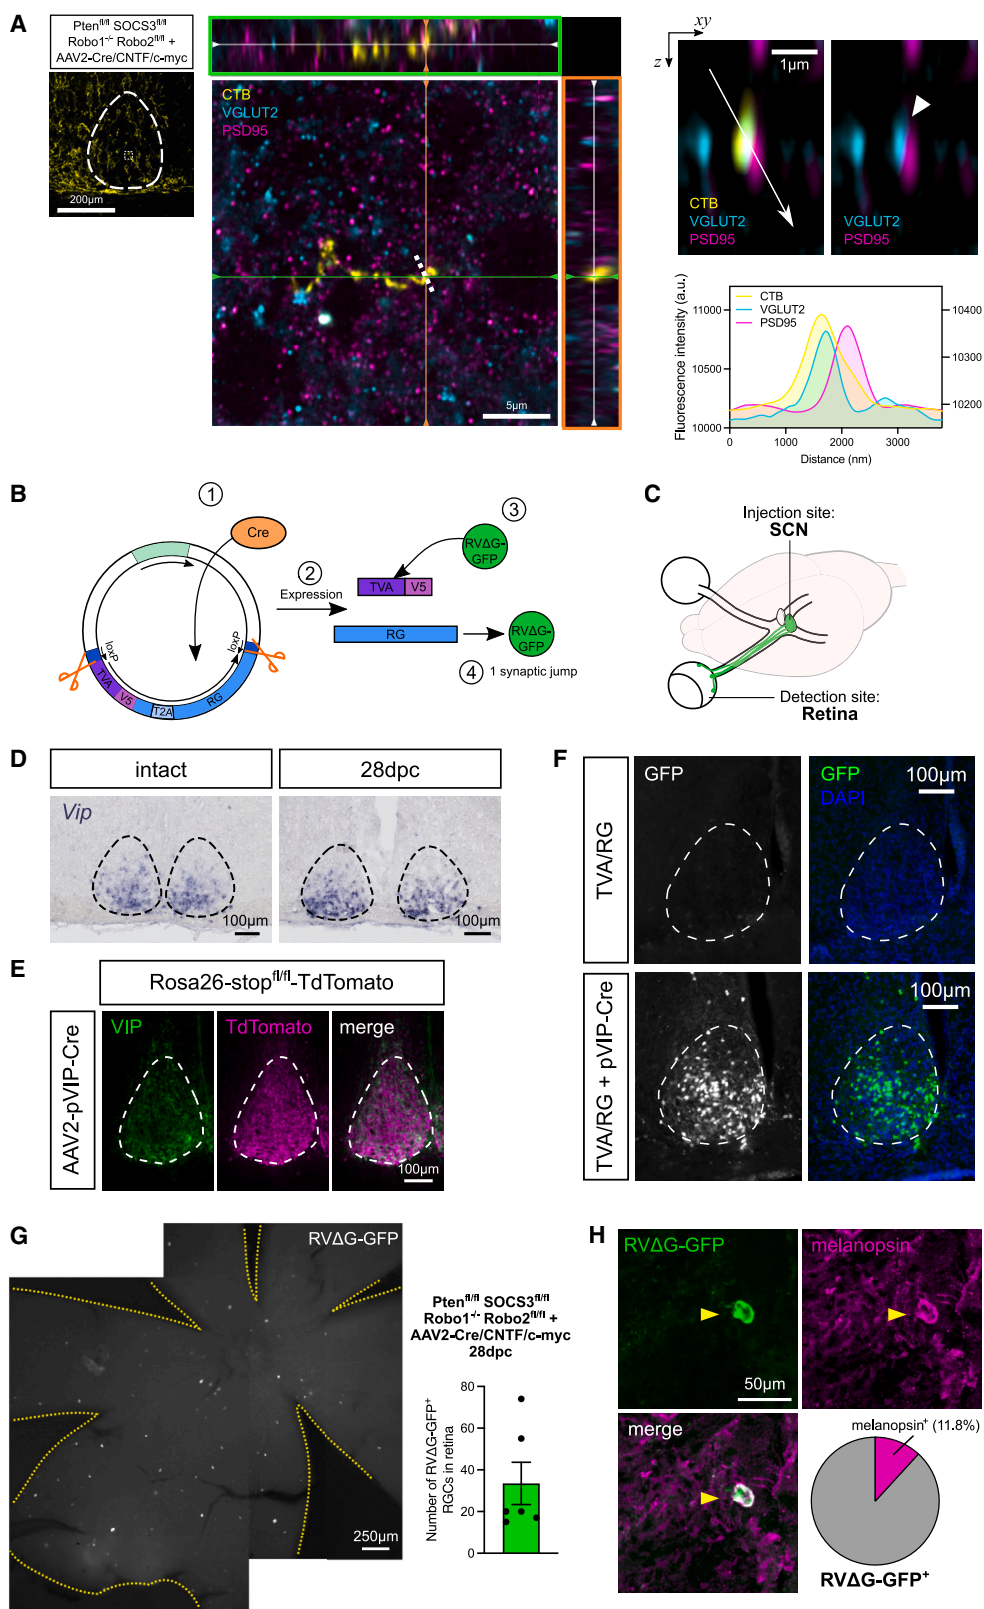 A
Pten^fl/fl SOCS3^fl/fl
Robo1^-/- Robo2^fl/fl +
AAV2-Cre/CNTF/c-myc
200µm
CTB
VGLUT2
PSD95
5µm
xy
z
1µm
CTB
VGLUT2
PSD95
VGLUT2
PSD95
Fluorescence intensity (a.u.)
11000
10500
10000
CTB
VGLUT2
PSD95
10400
10300
10200
0
1000
2000
3000
Distance (nm)
B
1
Cre
2
Expression
3
RVΔG-
GFP
TVA
V5
RG
RVΔG-
GFP
4
1 synaptic jump
loxP
loxP
TVA
V5
T2A
RG
C
Injection site:
SCN
Detection site:
Retina
D
intact
28dpc
Vip
100µm
100µm
E
Rosa26-stop^fl/fl-TdTomato
AAV2-pVIP-Cre
VIP
TdTomato
merge
100µm
F
TVA/RG
GFP
GFP
DAPI
100µm
TVA/RG + pVIP-Cre
100µm
G
RVΔG-GFP
250µm
Pten^fl/fl SOCS3^fl/fl
Robo1^-/- Robo2^fl/fl +
AAV2-Cre/CNTF/c-myc
28dpc
Number of RVΔG-GFP^+
RGCs in retina
80
60
40
20
0
H
RVΔG-GFP
melanopsin
50µm
merge
melanopsin^+ (11.8%)
RVΔG-GFP^+